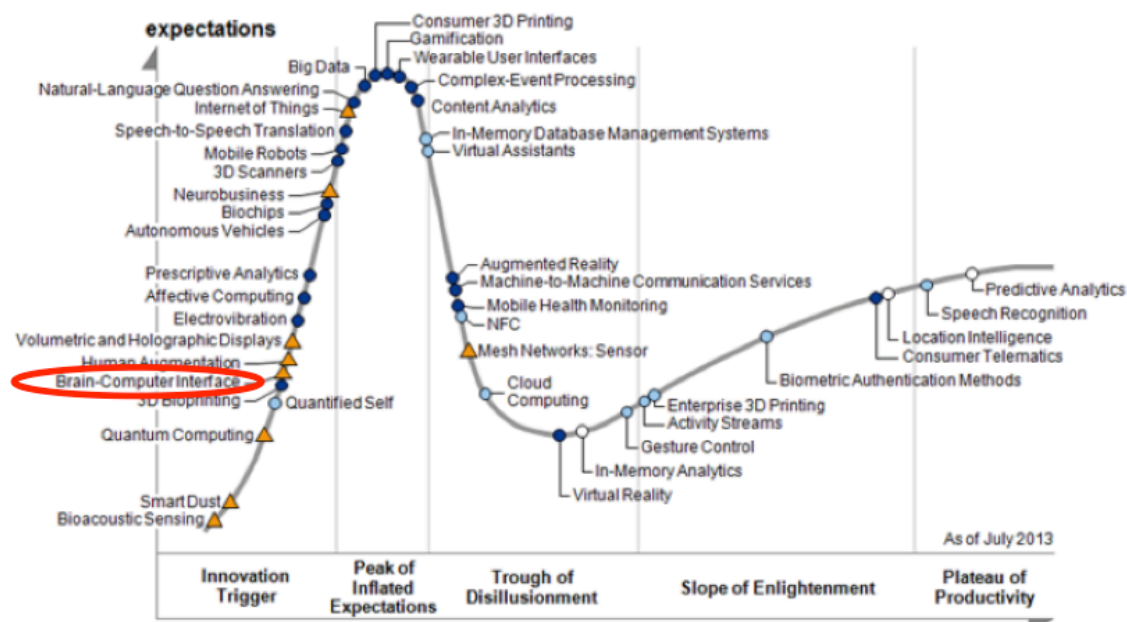 expectations
Consumer 3D Printing
Gamification
Wearable User Interfaces
Big Data
Complex-Event Processing
Natural-Language Question Answering
Content Analytics
Internet of Things
Speech-to-Speech Translation
In-Memory Database Management Systems
Mobile Robots
Virtual Assistants
3D Scanners
Neurobusiness
Biochips
Autonomous Vehicles
Augmented Reality
Prescriptive Analytics
Machine-to-Machine Communication Services
Affective Computing
Mobile Health Monitoring
Electrovibration
NFC
Volumetric and Holographic Displays
Mesh Networks: Sensor
Human Augmentation
Brain-Computer Interface
Cloud
Computing
3D Bioprinting
Quantified Self
Quantum Computing
Predictive Analytics
Speech Recognition
Location Intelligence
Consumer Telematics
Biometric Authentication Methods
Enterprise 3D Printing
Activity Streams
Gesture Control
In-Memory Analytics
Virtual Reality
Smart Dust
Bioacoustic Sensing
As of July 2013
Innovation
Trigger
Peak of
Inflated
Expectations
Trough of
Disillusionment
Slope of Enlightenment
Plateau of
Productivity